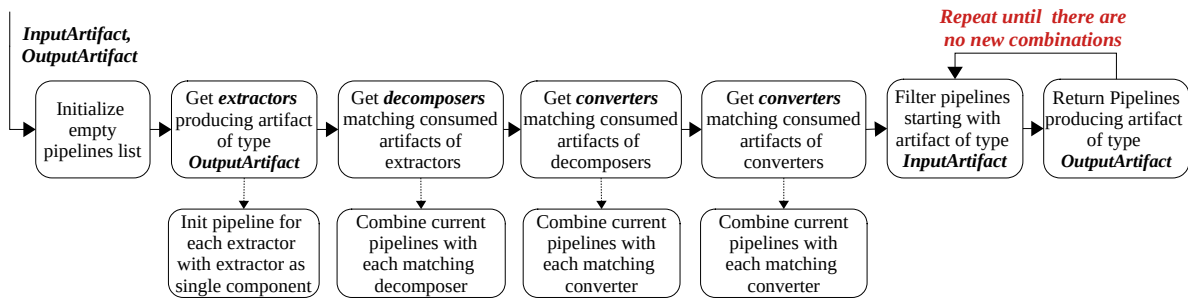 InputArtifact,
OutputArtifact
Repeat until there are
no new combinations
Initialize
empty
pipelines list
Get extractors
producing artifact
of type
OutputArtifact
Get decomposers
matching consumed
artifacts of
extractors
Get converters
matching consumed
artifacts of
decomposers
Get converters
matching consumed
artifacts of
converters
Filter pipelines
starting with
artifact of type
InputArtifact
Return Pipelines
producing artifact
of type
OutputArtifact
Init pipeline for
each extractor
with extractor as
single component
Combine current
pipelines with
each matching
decomposer
Combine current
pipelines with
each matching
converter
Combine current
pipelines with
each matching
converter